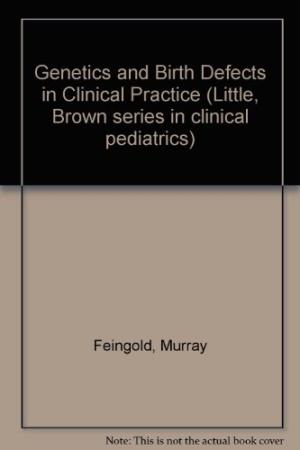 Genetics and Birth Defects
in Clinical Practice (Little,
Brown series in clinical
pediatrics)
Feingold, Murray
Note: This is not the actual book cover